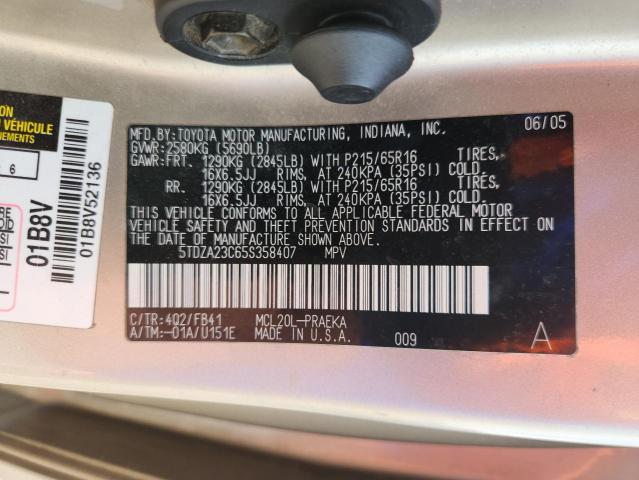 MFD.BY:TOYOTA MOTOR MANUFACTURING, INDIANA, INC. 06/05
GVWR: 2580KG (5690LB)
GAWR:FRT. 1290KG (2845LB) WITH P215/65R16 TIRES,
16X6.5JJ RIMS, AT 240KPA (35PSI) COLD.
RR. 1290KG (2845LB) WITH P215/65R16 TIRES,
16X6.5JJ RIMS, AT 240KPA (35PSI) COLD.
THIS VEHICLE CONFORMS TO ALL APPLICABLE FEDERAL MOTOR
VEHICLE SAFETY AND THEFT PREVENTION STANDARDS IN EFFECT ON
THE DATE OF MANUFACTURE SHOWN ABOVE.
5TDZA23C65S358407 MPV
C/TR: 4Q2/FB41 MCL20L-PRAEKA
A/TM:-01A/U151E MADE IN U.S.A. 009 A
VÉHICULE
01B8V
01B8V52136